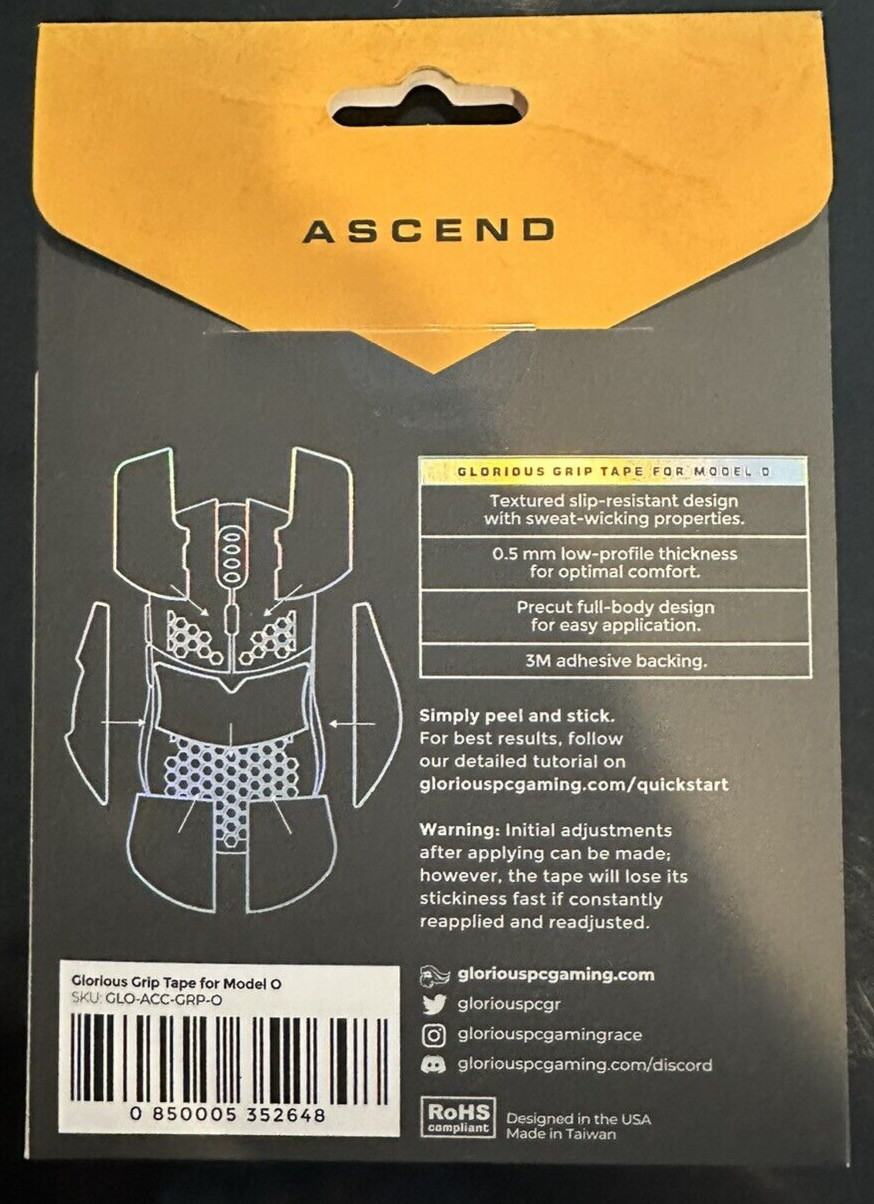 ASCEND
GLORIOUS GRIP TAPE FOR MODEL O
Textured slip-resistant design
with sweat-wicking properties.
0.5 mm low-profile thickness
for optimal comfort.
Precut full-body design
for easy application.
3M adhesive backing.
Simply peel and stick.
For best results, follow
our detailed tutorial on
gloriouspcgaming.com/quickstart
Warning: Initial adjustments
after applying can be made;
however, the tape will lose its
stickiness fast if constantly
reapplied and readjusted.
Glorious Grip Tape for Model O
SKU: GLO-ACC-GRP-O
0 850005 352648
gloriouspcgaming.com
gloriouspcgr
gloriouspcgamingrace
gloriouspcgaming.com/discord
RoHS
compliant
Designed in the USA
Made in Taiwan